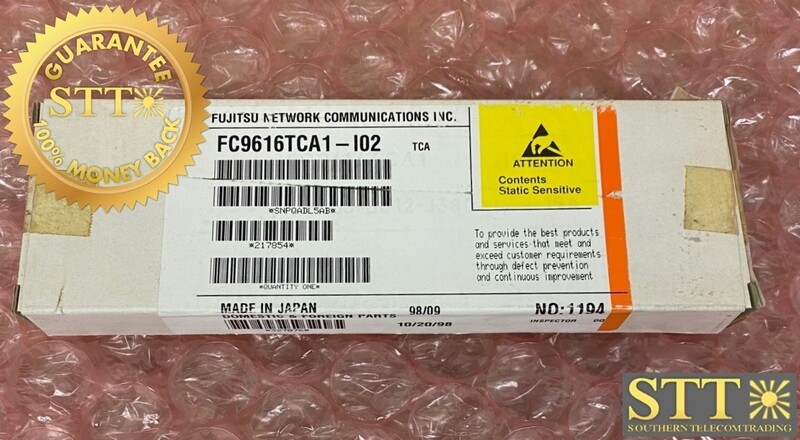 GUARANTEE
STT
100% MONEY BACK
FUJITSU NETWORK COMMUNICATIONS INC.
FC9616TCA1-I02
TCA
*SNPQADL5AB*
*217854*
*QUANTITY ONE*
ATTENTION
Contents
Static Sensitive
To provide the best products
and services that meet and
exceed customer requirements
through defect prevention
and continuous improvement
MADE IN JAPAN
98/09
NO:1194
DOMESTIC & FOREIGN PARTS
10/20/98
INSPECTOR
STT
SOUTHERN TELECOM TRADING